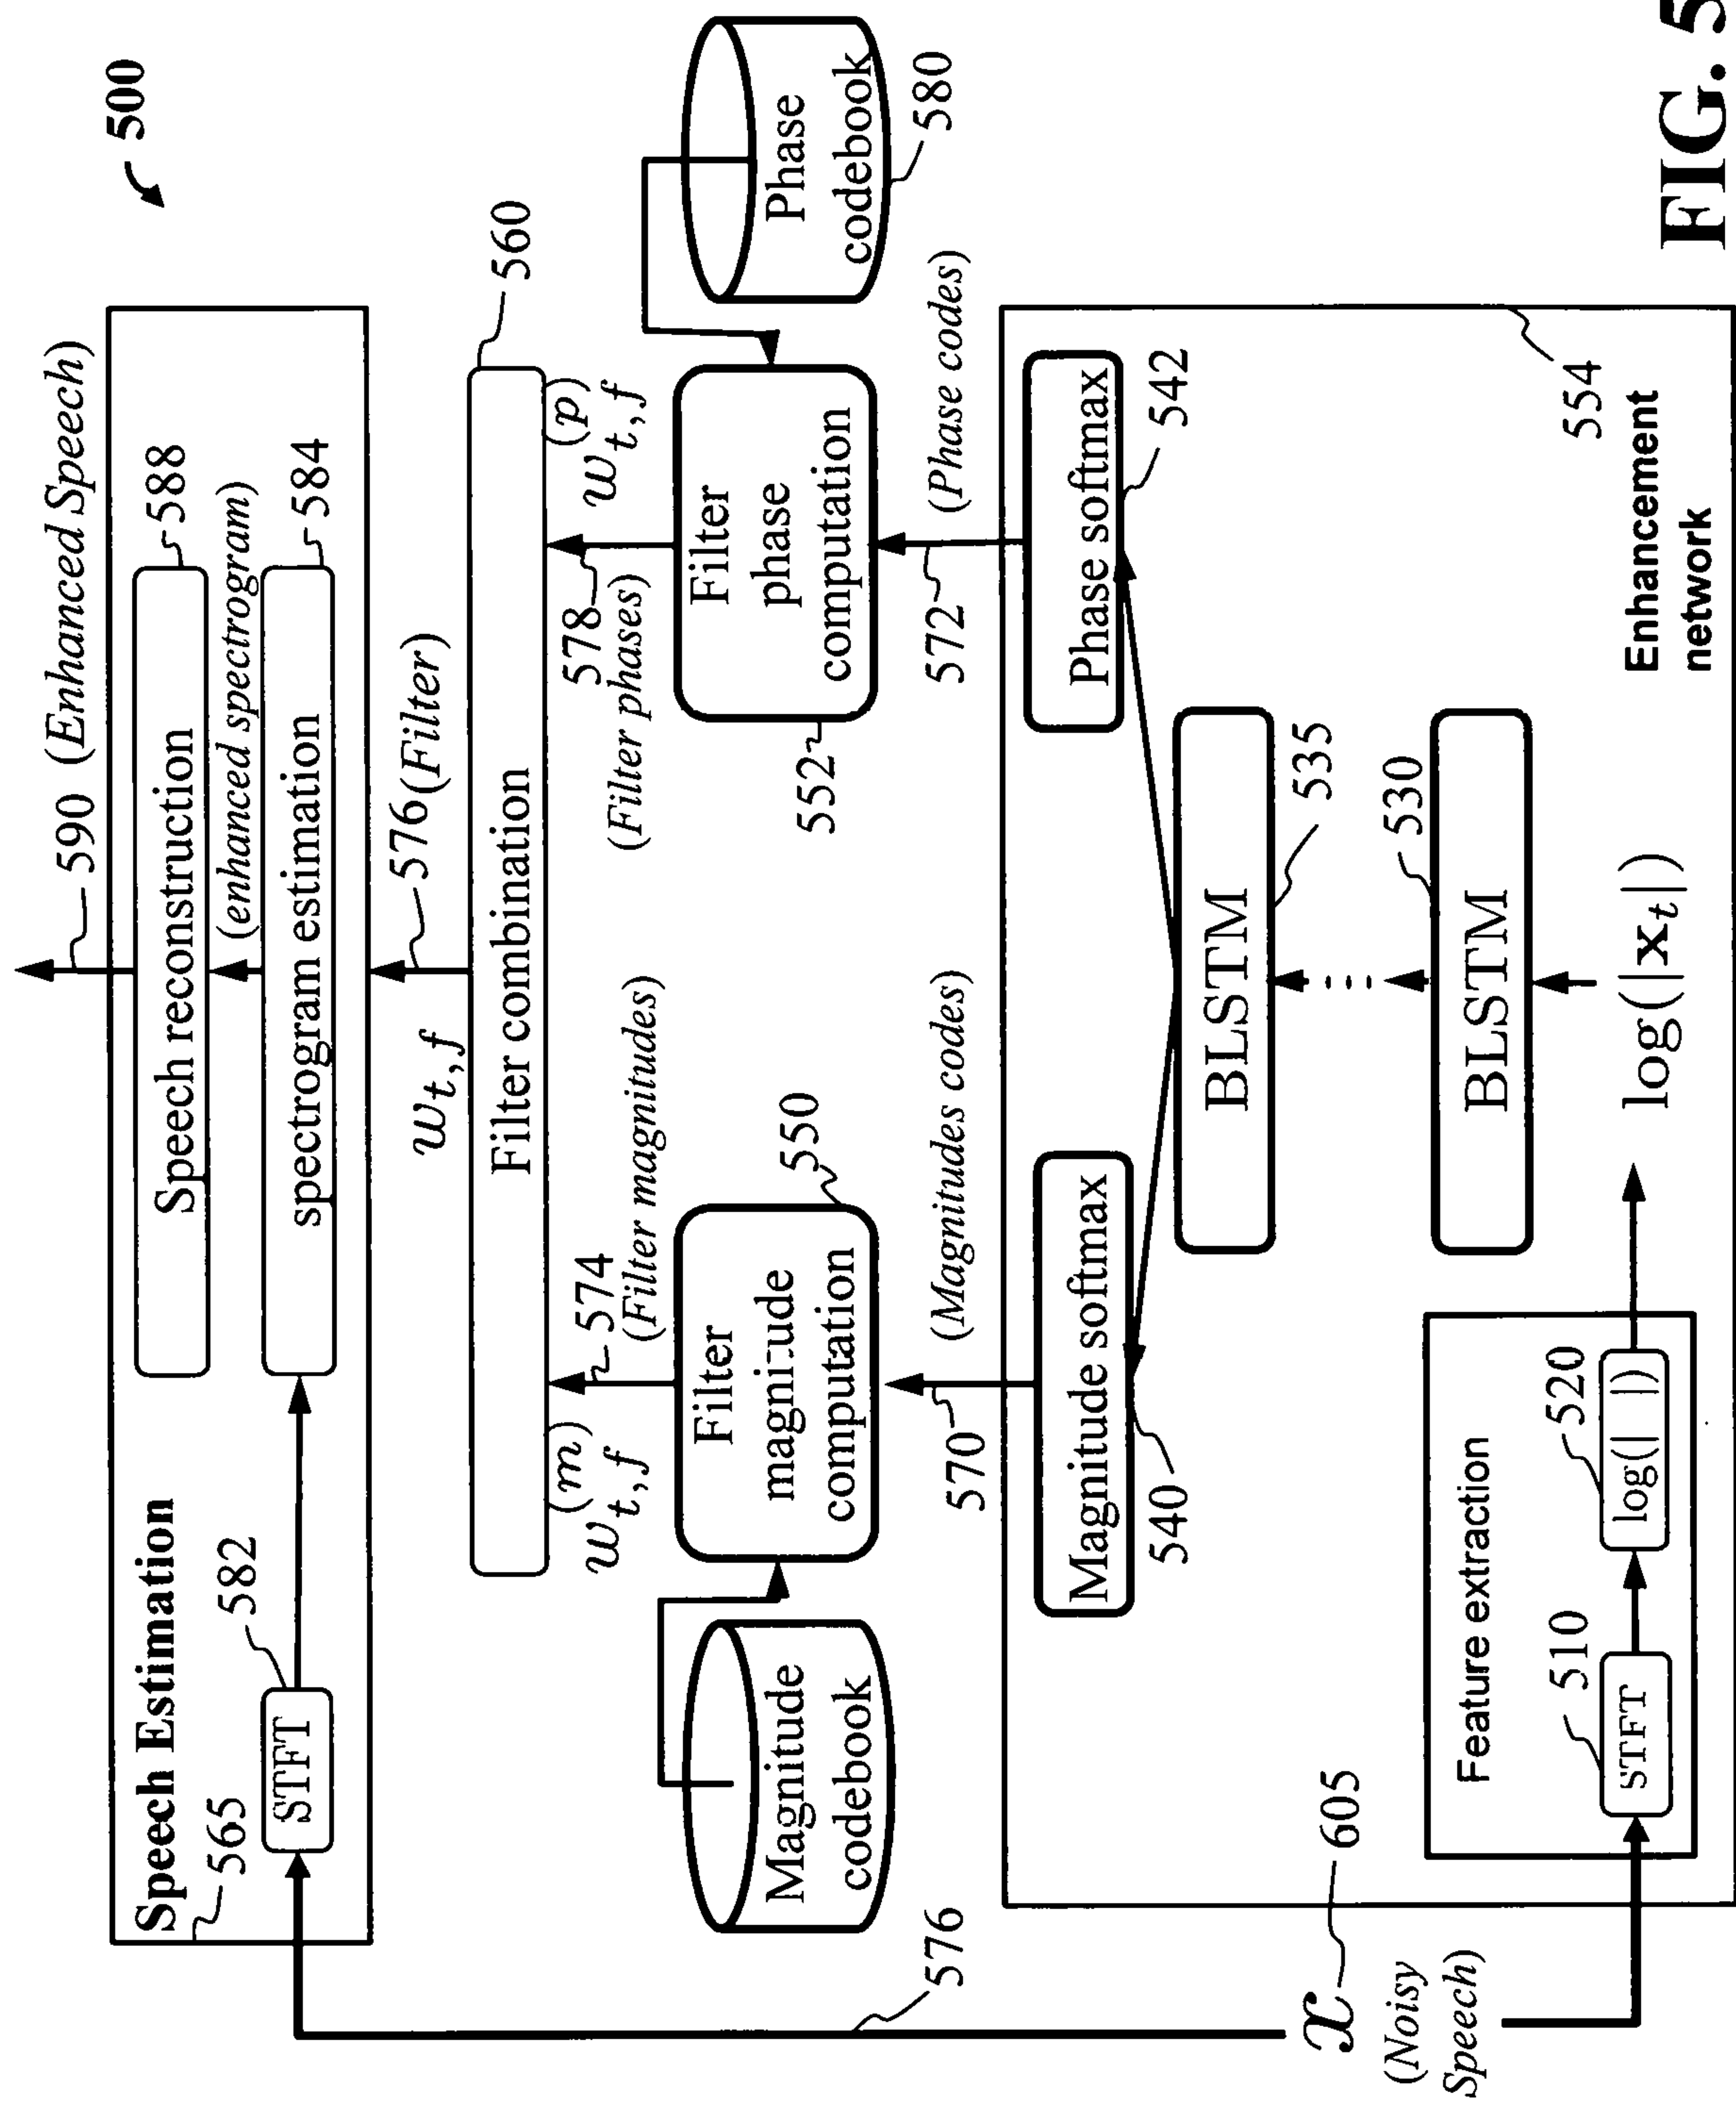 500
590 (Enhanced Speech)
Speech Estimation
565
Speech reconstruction
588
(enhanced spectrogram)
STFT
582
spectrogram estimation
584
w_{t,f}
576 (Filter)
Filter combination
560
w_{t,f}^{(m)}
574
(Filter magnitudes)
578
(Filter phases)
w_{t,f}^{(p)}
Magnitude
codebook
Filter
magnitude
computation
550
Filter
phase
computation
552
Phase
codebook
580
576
570
(Magnitudes codes)
572
(Phase codes)
Magnitude softmax
540
Phase softmax
542
BLSTM
535
BLSTM
530
554
Enhancement
network
x
605
(Noisy
Speech)
Feature extraction
STFT
510
log(| |)
520
log(|x_t|)
FIG. 5